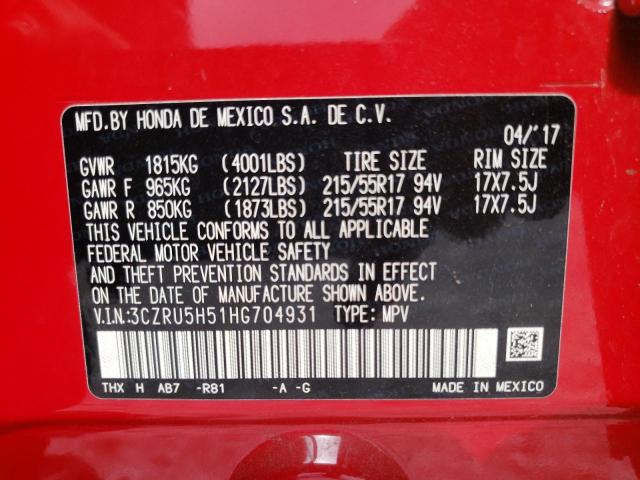 MFD.BY HONDA DE MEXICO S.A. DE C.V.
04/'17
GVWR 1815KG (4001LBS) TIRE SIZE RIM SIZE
GAWR F 965KG (2127LBS) 215/55R17 94V 17X7.5J
GAWR R 850KG (1873LBS) 215/55R17 94V 17X7.5J
THIS VEHICLE CONFORMS TO ALL APPLICABLE
FEDERAL MOTOR VEHICLE SAFETY
AND THEFT PREVENTION STANDARDS IN EFFECT
ON THE DATE OF MANUFACTURE SHOWN ABOVE.
V.I.N.:3CZRU5H51HG704931 TYPE: MPV
THX H AB7 -R81 -A -G MADE IN MEXICO